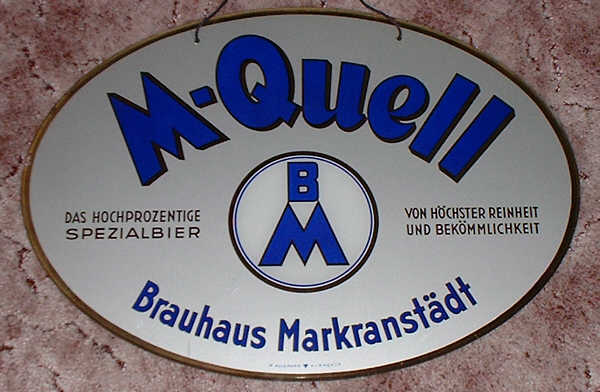 M-Quell
B
M
DAS HOCHPROZENTIGE
SPEZIALBIER
VON HÖCHSTER REINHEIT
UND BEKÖMMLICHKEIT
Brauhaus Markranstädt